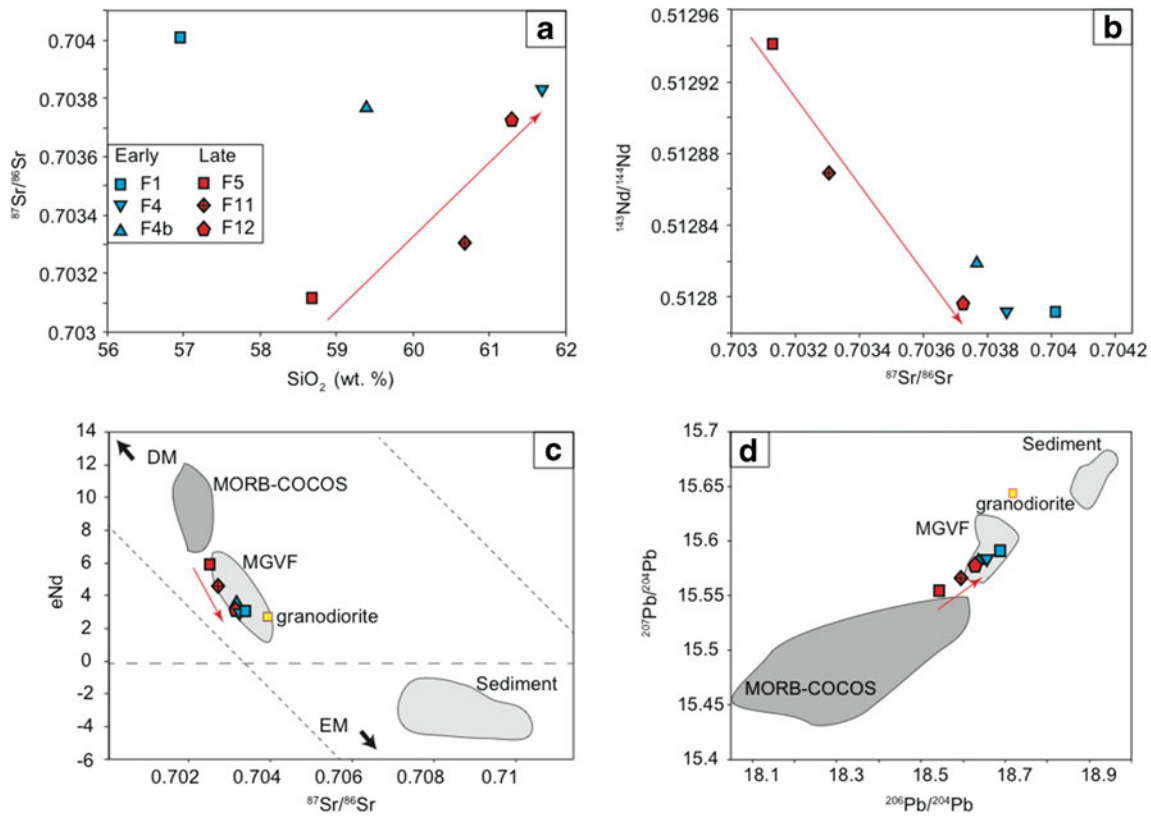 a
0.704
0.7038
0.7036
0.7034
0.7032
0.703
⁸⁷Sr/⁸⁶Sr
Early Late
F1 F5
F4 F11
F4b F12
56 57 58 59 60 61 62
SiO₂ (wt. %)
b
0.51296
0.51292
0.51288
0.51284
0.5128
¹⁴³Nd/¹⁴⁴Nd
0.703 0.7032 0.7034 0.7036 0.7038 0.704 0.7042
⁸⁷Sr/⁸⁶Sr
c
14
12
10
8
6
4
2
0
-2
-4
-6
eNd
DM
MORB-COCOS
MGVF
granodiorite
Sediment
EM
0.702 0.704 0.706 0.708 0.71
⁸⁷Sr/⁸⁶Sr
d
15.7
15.65
15.6
15.55
15.5
15.45
15.4
²⁰⁷Pb/²⁰⁴Pb
Sediment
granodiorite
MGVF
MORB-COCOS
18.1 18.3 18.5 18.7 18.9
²⁰⁶Pb/²⁰⁴Pb